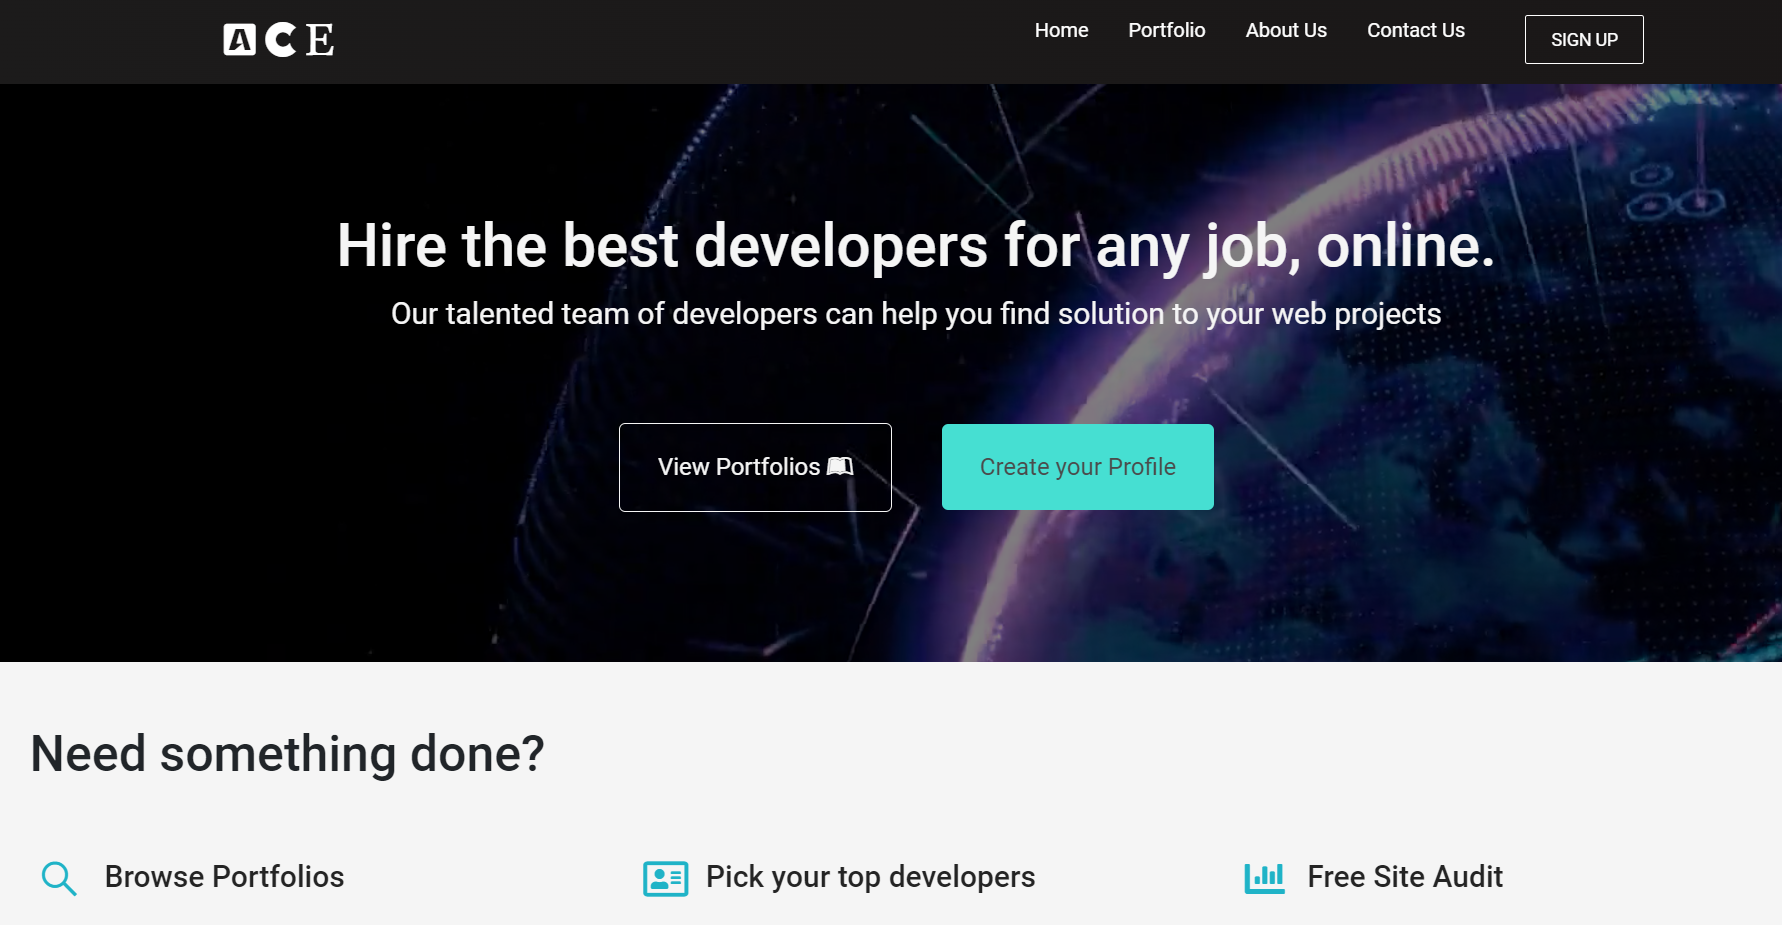 ACE
Home Portfolio About Us Contact Us SIGN UP
Hire the best developers for any job, online.
Our talented team of developers can help you find solution to your web projects
View Portfolios Create your Profile
Need something done?
Browse Portfolios Pick your top developers Free Site Audit